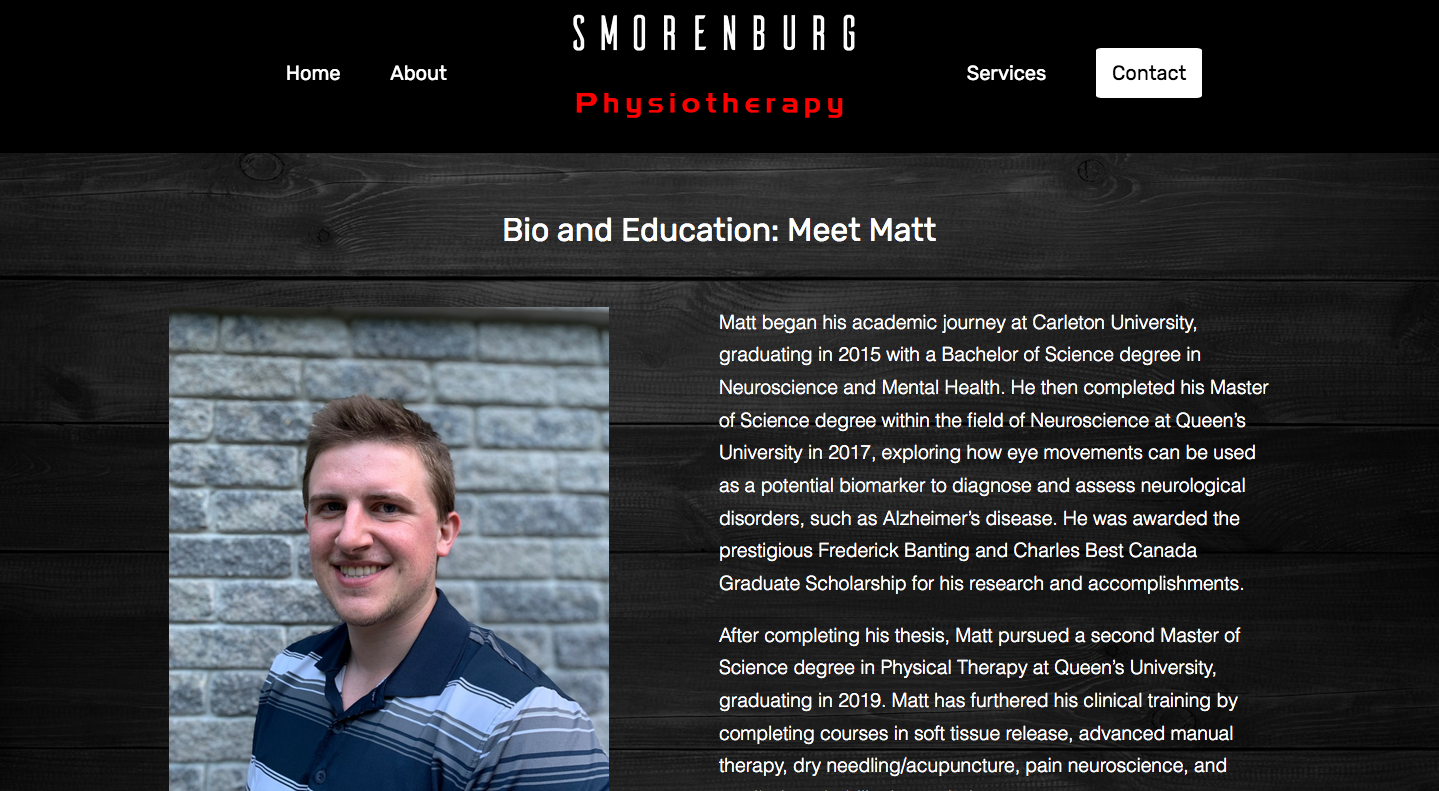 SMORENBURG
Home About Services Contact
Physiotherapy
Bio and Education: Meet Matt
Matt began his academic journey at Carleton University,
graduating in 2015 with a Bachelor of Science degree in
Neuroscience and Mental Health. He then completed his Master
of Science degree within the field of Neuroscience at Queen’s
University in 2017, exploring how eye movements can be used
as a potential biomarker to diagnose and assess neurological
disorders, such as Alzheimer’s disease. He was awarded the
prestigious Frederick Banting and Charles Best Canada
Graduate Scholarship for his research and accomplishments.
After completing his thesis, Matt pursued a second Master of
Science degree in Physical Therapy at Queen’s University,
graduating in 2019. Matt has furthered his clinical training by
completing courses in soft tissue release, advanced manual
therapy, dry needling/acupuncture, pain neuroscience, and